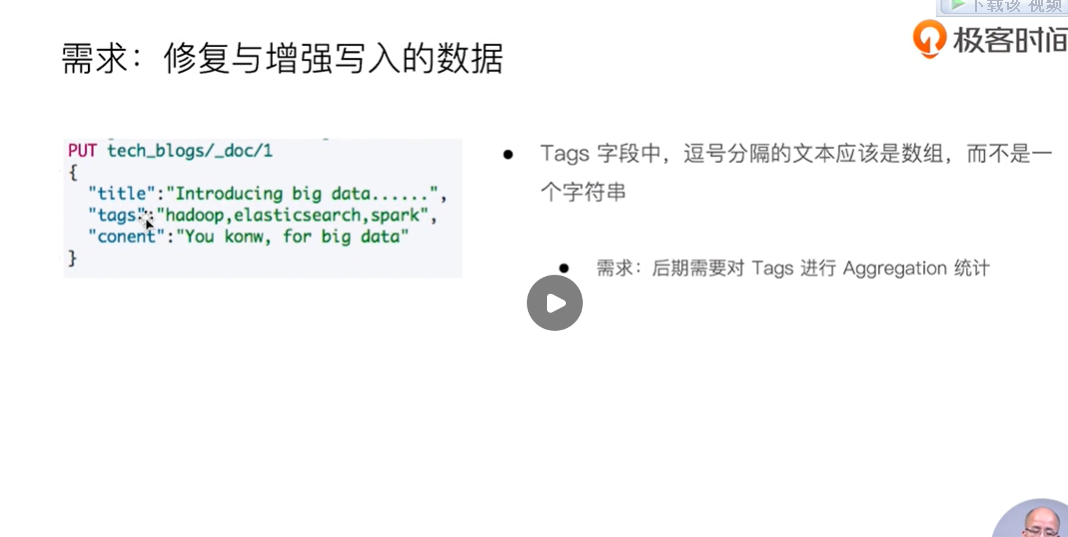 下载该 视频
极客时间
需求：修复与增强写入的数据
PUT tech_blogs/_doc/1
{
"title":"Introducing big data......",
"tags":"hadoop,elasticsearch,spark",
"conent":"You konw, for big data"
}
● Tags 字段中，逗号分隔的文本应该是数组，而不是一
个字符串
● 需求：后期需要对 Tags 进行 Aggregation 统计